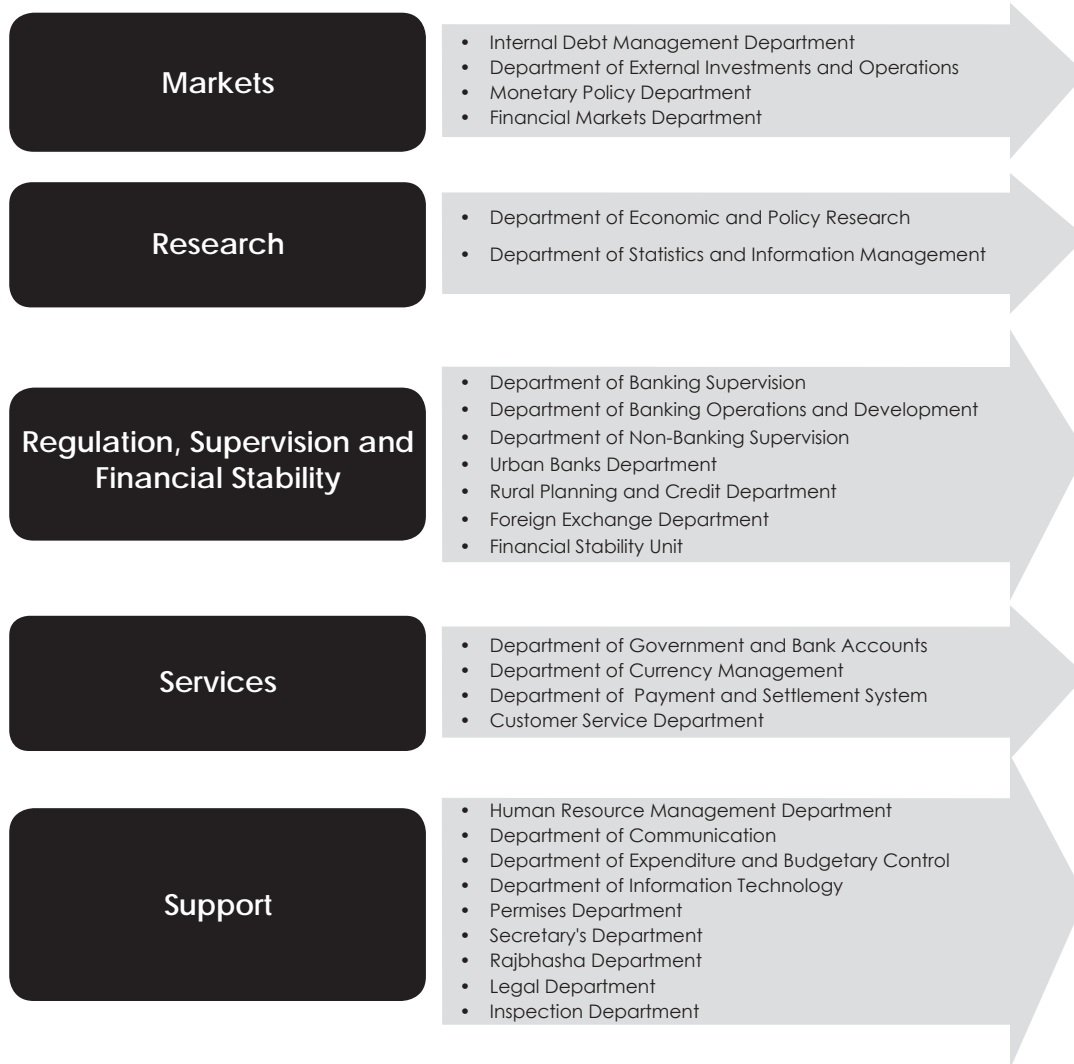 Markets
• Internal Debt Management Department
• Department of External Investments and Operations
• Monetary Policy Department
• Financial Markets Department
Research
• Department of Economic and Policy Research
• Department of Statistics and Information Management
Regulation, Supervision and
Financial Stability
• Department of Banking Supervision
• Department of Banking Operations and Development
• Department of Non-Banking Supervision
• Urban Banks Department
• Rural Planning and Credit Department
• Foreign Exchange Department
• Financial Stability Unit
Services
• Department of Government and Bank Accounts
• Department of Currency Management
• Department of Payment and Settlement System
• Customer Service Department
Support
• Human Resource Management Department
• Department of Communication
• Department of Expenditure and Budgetary Control
• Department of Information Technology
• Permises Department
• Secretary's Department
• Rajbhasha Department
• Legal Department
• Inspection Department